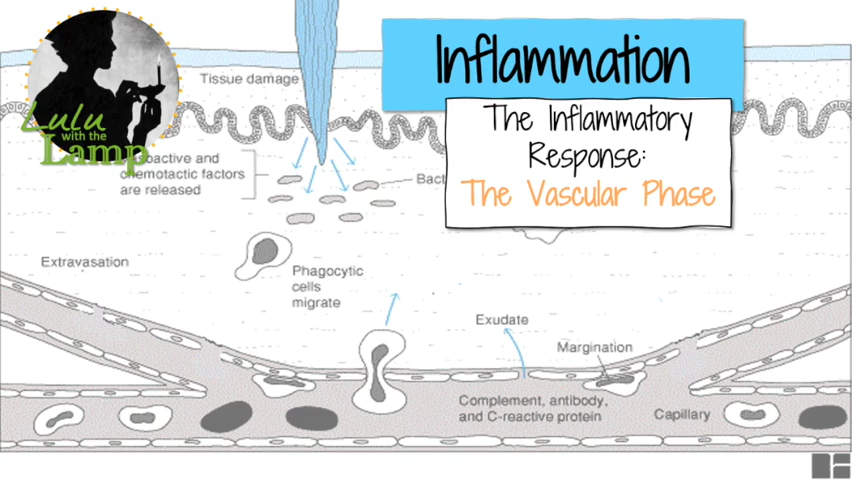 Lulu
with the
Lamp
Inflammation
The Inflammatory
Response:
The Vascular Phase
Tissue damage
and
chemotactic factors
are released
Extravasation
Phagocytic
cells
migrate
Exudate
Margination
Complement, antibody,
and C-reactive protein
Capillary